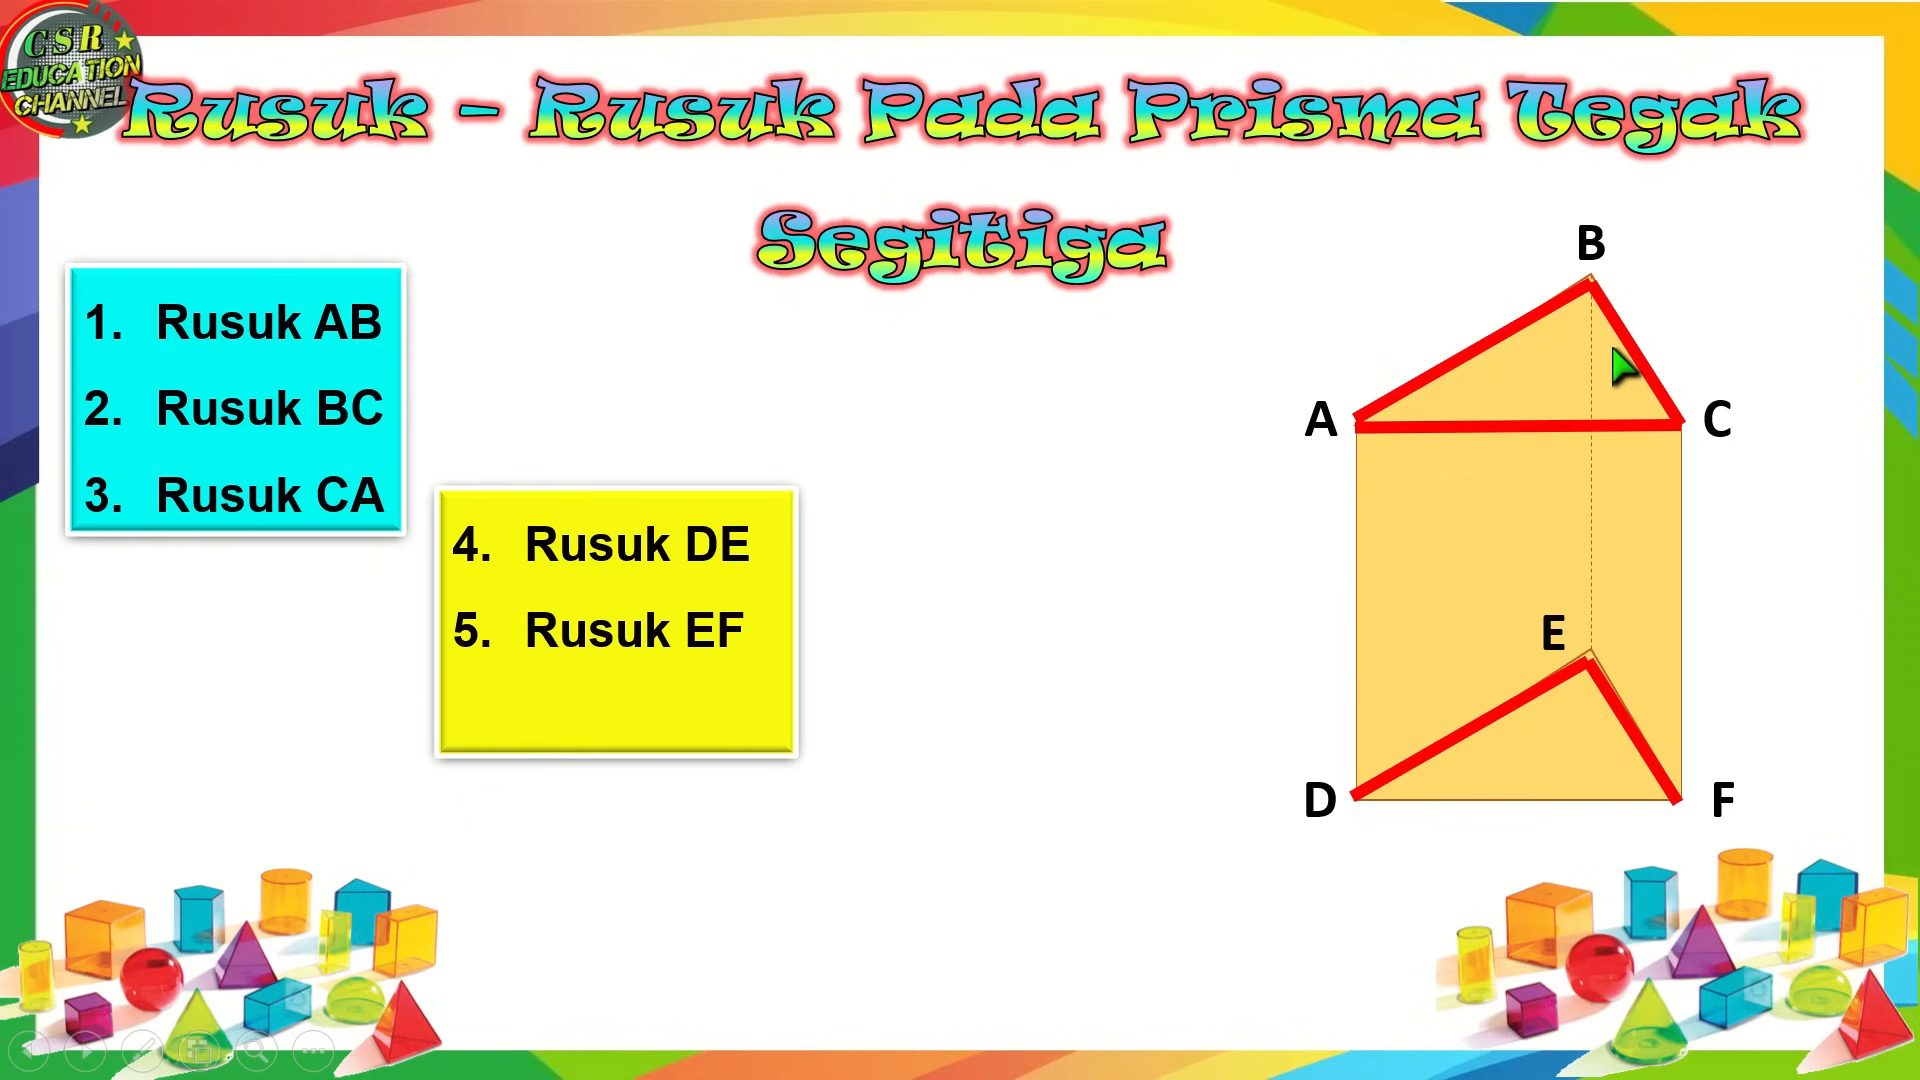 CSR
EDUCATION
CHANNEL
Rusuk - Rusuk Pada Prisma Tegak
Segitiga
1. Rusuk AB
2. Rusuk BC
3. Rusuk CA
4. Rusuk DE
5. Rusuk EF
B
A
C
E
D
F